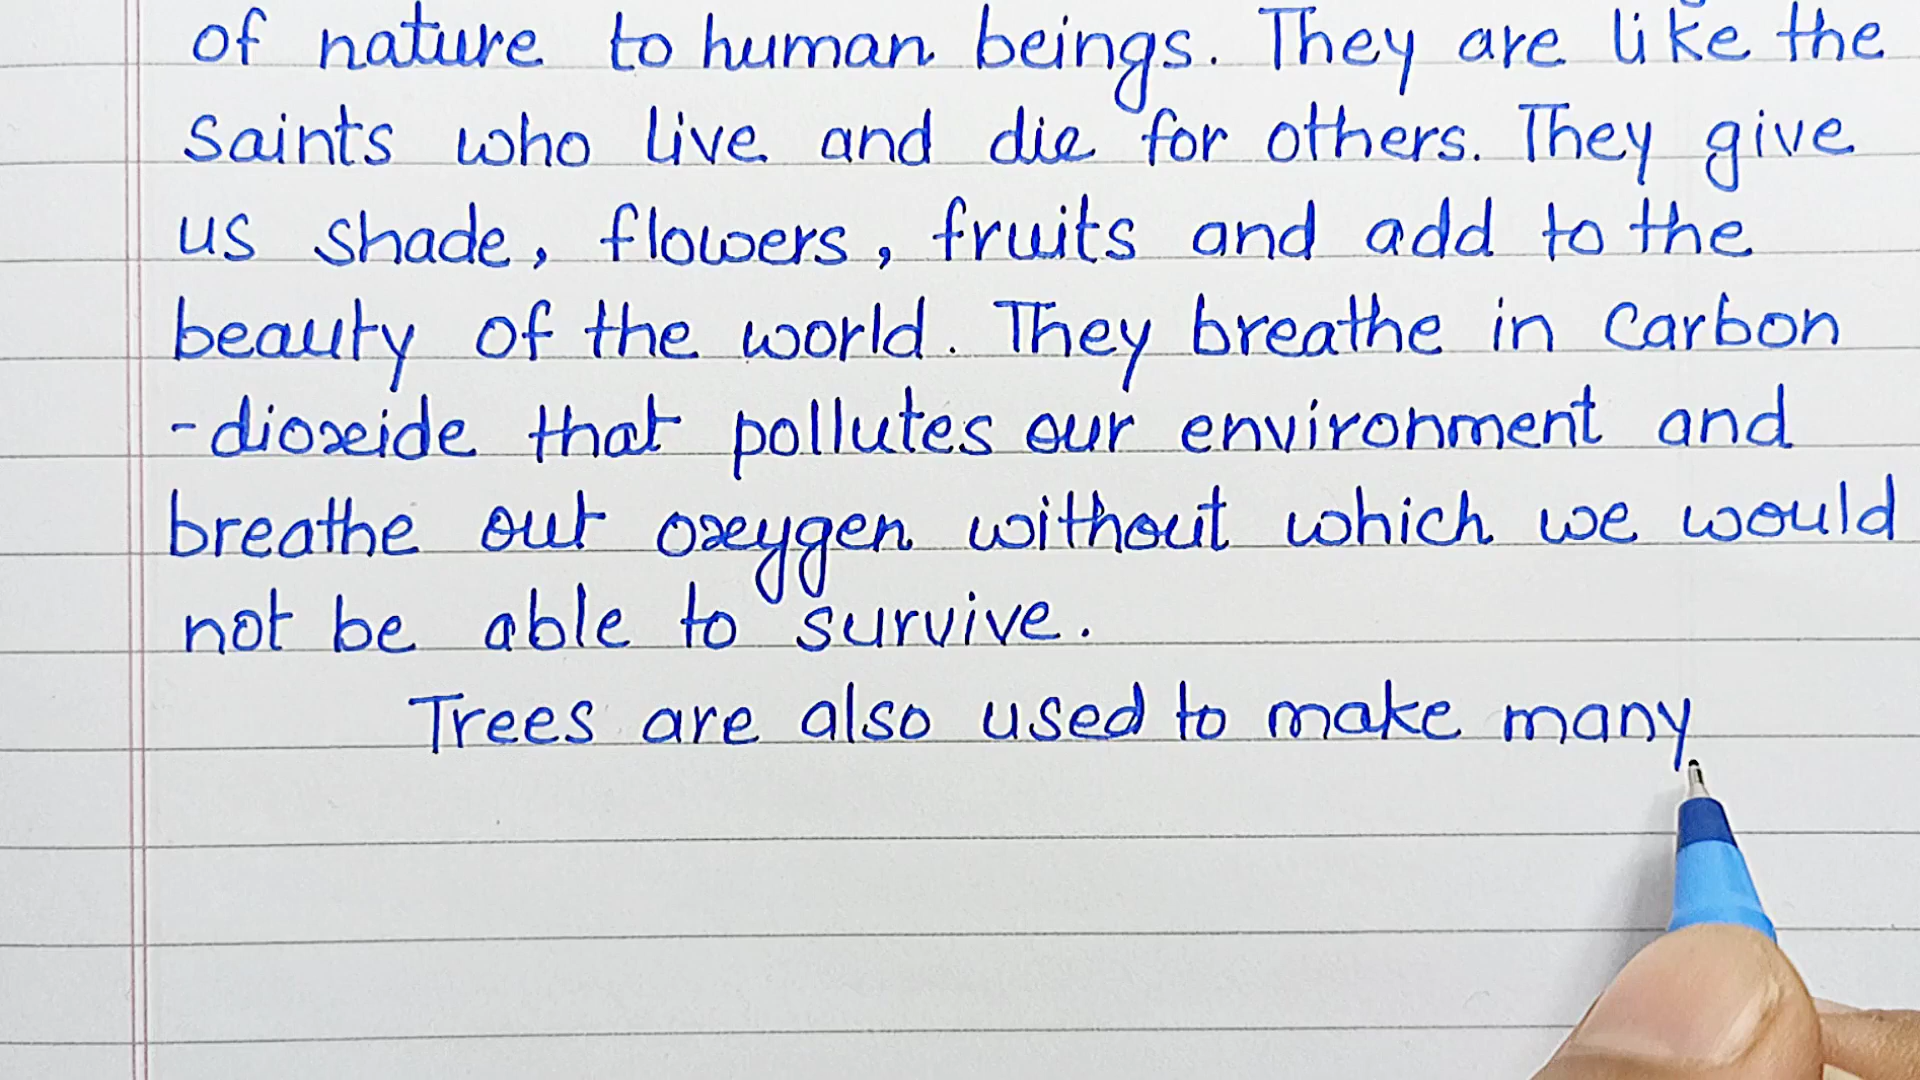 of nature to human beings. They are like the
saints who live and die for others. They give
us shade, flowers, fruits and add to the
beauty of the world. They breathe in carbon
-dioxide that pollutes our environment and
breathe out oxygen without which we would
not be able to survive.
Trees are also used to make many